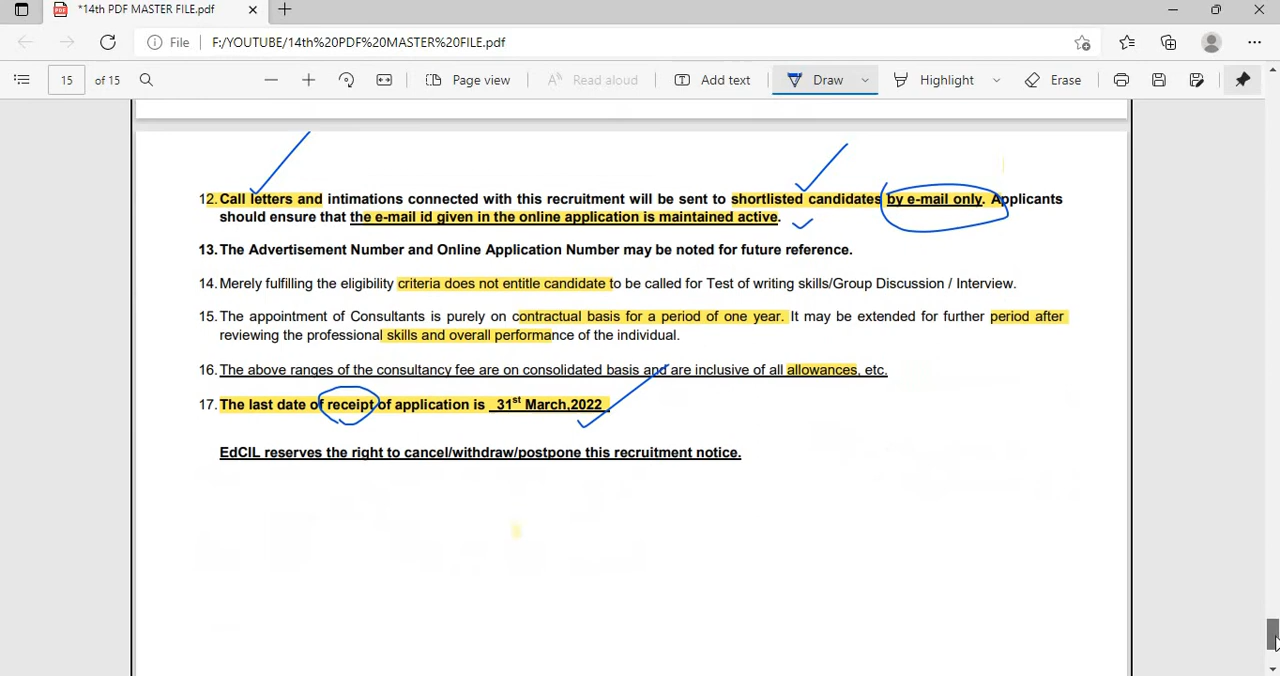 *14th PDF MASTER FILE.pdf
File F:/YOUTUBE/14th%20PDF%20MASTER%20FILE.pdf
15 of 15 Page view Read aloud Add text Draw Highlight Erase
12. Call letters and intimations connected with this recruitment will be sent to shortlisted candidates by e-mail only. Applicants
should ensure that the e-mail id given in the online application is maintained active.
13. The Advertisement Number and Online Application Number may be noted for future reference.
14. Merely fulfilling the eligibility criteria does not entitle candidate to be called for Test of writing skills/Group Discussion / Interview.
15. The appointment of Consultants is purely on contractual basis for a period of one year. It may be extended for further period after
reviewing the professional skills and overall performance of the individual.
16. The above ranges of the consultancy fee are on consolidated basis and are inclusive of all allowances, etc.
17. The last date of receipt of application is 31st March,2022 .
EdCIL reserves the right to cancel/withdraw/postpone this recruitment notice.